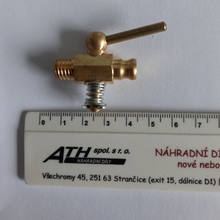 0 1 2 3 4 5 6 7
ATH spol. s r. o.
NÁHRADNÍ DÍLY
NÁHRADNÍ DÍ
nové nebo
Všechromy 45, 251 63 Strančice (exit 15, dálnice D1)